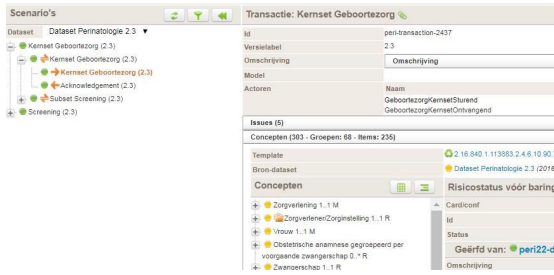 Scenario's
Dataset Dataset Perinatologie 2.3 ▼
Kernset Geboortezorg (2.3)
Kernset Geboortezorg (2.3)
Kernset Geboortezorg (2.3)
Acknowledgement (2.3)
Subset Screening (2.3)
Screening (2.3)
Transactie: Kernset Geboortezorg
Id peri-transaction-2437
Versielabel 2.3
Omschrijving Omschrijving
Model
Actoren Naam
GeboortezorgKernsetSturend
GeboortezorgKernsetOntvangend
Issues (5)
Concepten (303 - Groepen: 68 - Items: 235)
Template 2.16.840.1.113883.2.4.6.10.90.
Bron-dataset Dataset Perinatologie 2.3 (2016
Concepten
Zorgverlening 1..1 M
Zorgverlener/Zorginstelling 1..1 R
Vrouw 1..1 M
Obstetrische anamnese gegroepeerd per
voorgaande zwangerschap 0..* R
Zwangerschap 1..1 R
Risicostatus vóór baring
Card/conf
Id
Status
Geërfd van: peri22-d
Omschrijving